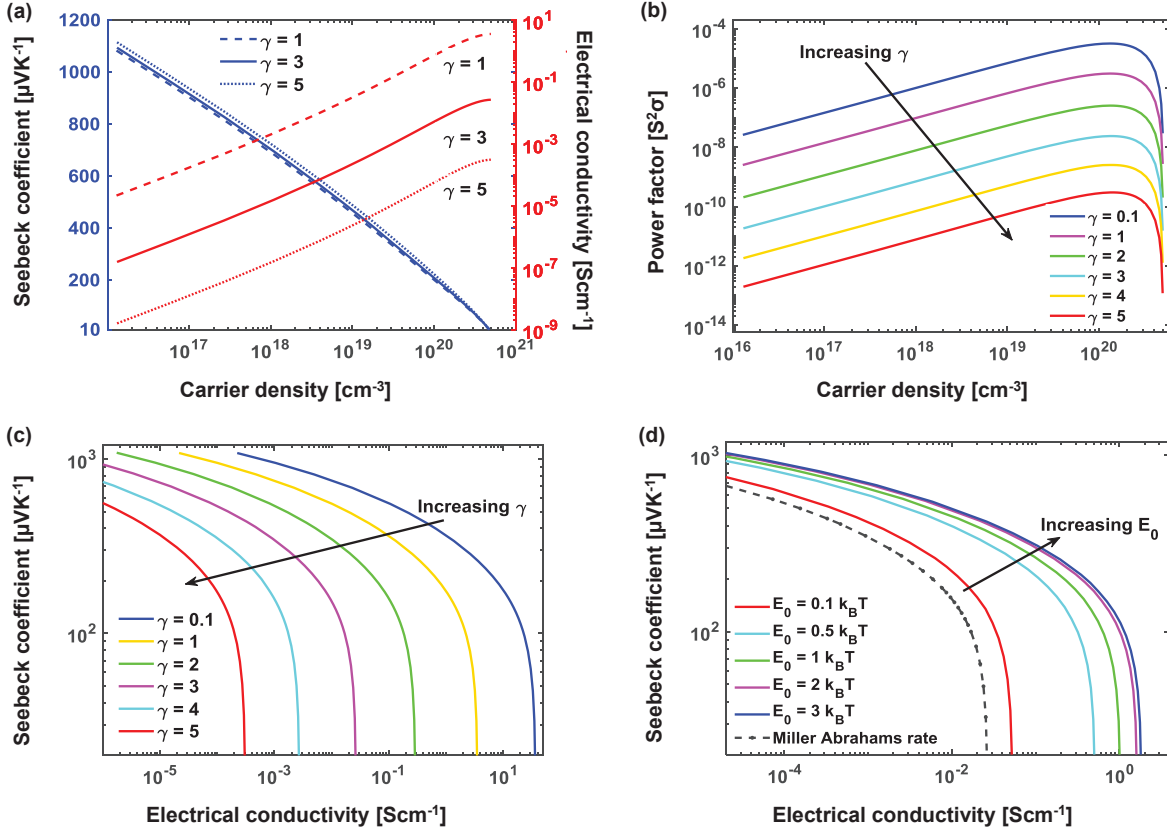 (a)
1200
1000
800
600
400
200
10
Seebeck coefficient [μVK⁻¹]
γ = 1
γ = 3
γ = 5
γ = 1
γ = 3
γ = 5
10¹
10⁻¹
10⁻³
10⁻⁵
10⁻⁷
10⁻⁹
Electrical conductivity [Scm⁻¹]
10¹⁷
10¹⁸
10¹⁹
10²⁰
10²¹
Carrier density [cm⁻³]
(b)
10⁻⁴
10⁻⁶
10⁻⁸
10⁻¹⁰
10⁻¹²
10⁻¹⁴
Power factor [S²σ]
Increasing γ
γ = 0.1
γ = 1
γ = 2
γ = 3
γ = 4
γ = 5
10¹⁶
10¹⁷
10¹⁸
10¹⁹
10²⁰
Carrier density [cm⁻³]
(c)
10³
10²
Seebeck coefficient [μVK⁻¹]
Increasing γ
γ = 0.1
γ = 1
γ = 2
γ = 3
γ = 4
γ = 5
10⁻⁵
10⁻³
10⁻¹
10¹
Electrical conductivity [Scm⁻¹]
(d)
10³
10²
Seebeck coefficient [μVK⁻¹]
Increasing E₀
E₀ = 0.1 k_BT
E₀ = 0.5 k_BT
E₀ = 1 k_BT
E₀ = 2 k_BT
E₀ = 3 k_BT
Miller Abrahams rate
10⁻⁴
10⁻²
10⁰
Electrical conductivity [Scm⁻¹]